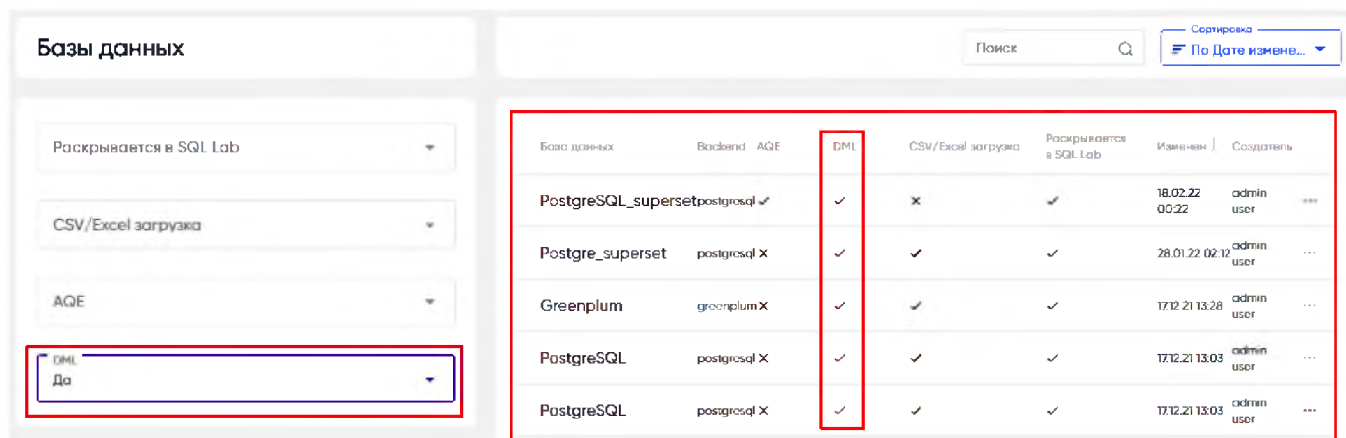 Базы данных
Поиск
Сортировка
По Дате измене...
Раскрывается в SQL Lab
CSV/Excel загрузка
AQE
DML
Да
База данных Backend AQE DML CSV/Excel загрузка Раскрывается в SQL Lab Изменен Создатель
PostgreSQL_superset postgresql 18.02.22 00:22 admin user
Postgre_superset postgresql 28.01.22 02:12 admin user
Greenplum greenplum 17.12.21 13:28 admin user
PostgreSQL postgresql 17.12.21 13:03 admin user
PostgreSQL postgresql 17.12.21 13:03 admin user